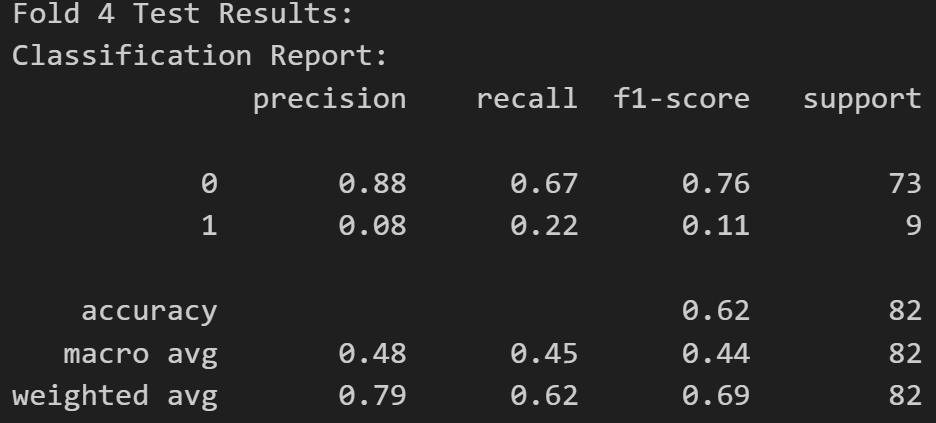 Fold 4 Test Results:
Classification Report:
precision recall f1-score support
0 0.88 0.67 0.76 73
1 0.08 0.22 0.11 9
accuracy 0.62 82
macro avg 0.48 0.45 0.44 82
weighted avg 0.79 0.62 0.69 82